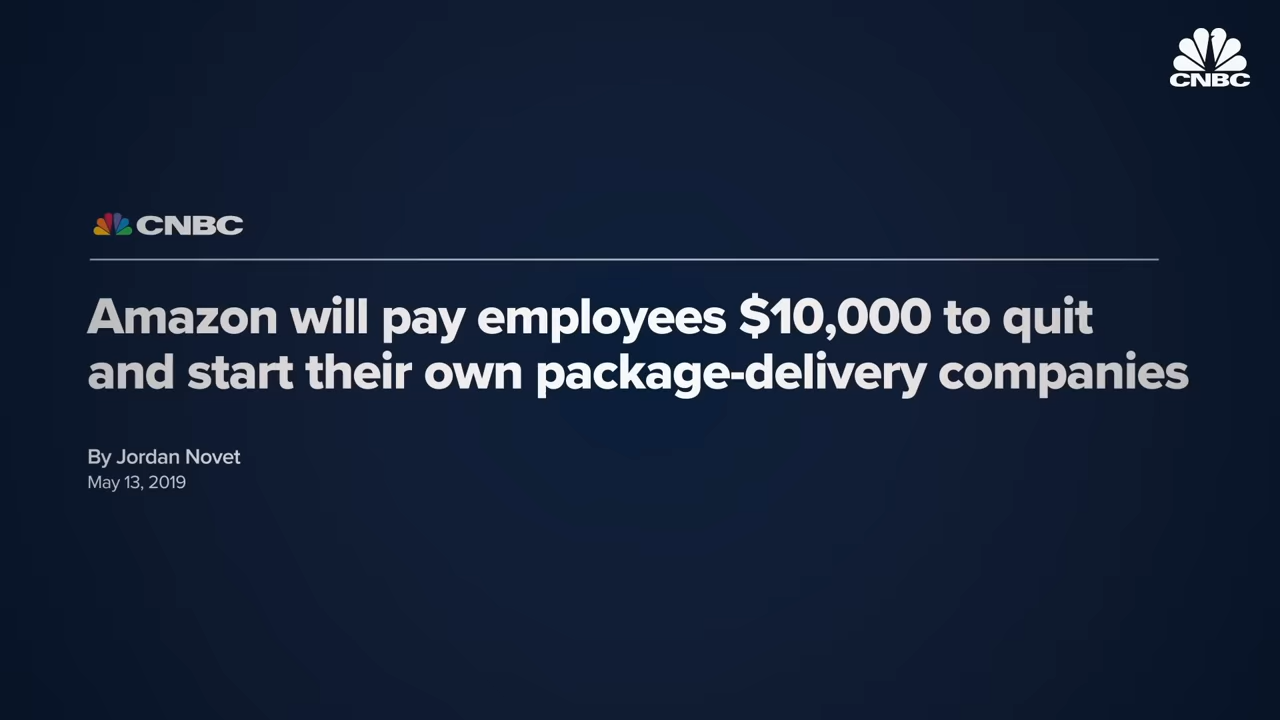 CNBC
CNBC
Amazon will pay employees $10,000 to quit
and start their own package-delivery companies
By Jordan Novet
May 13, 2019